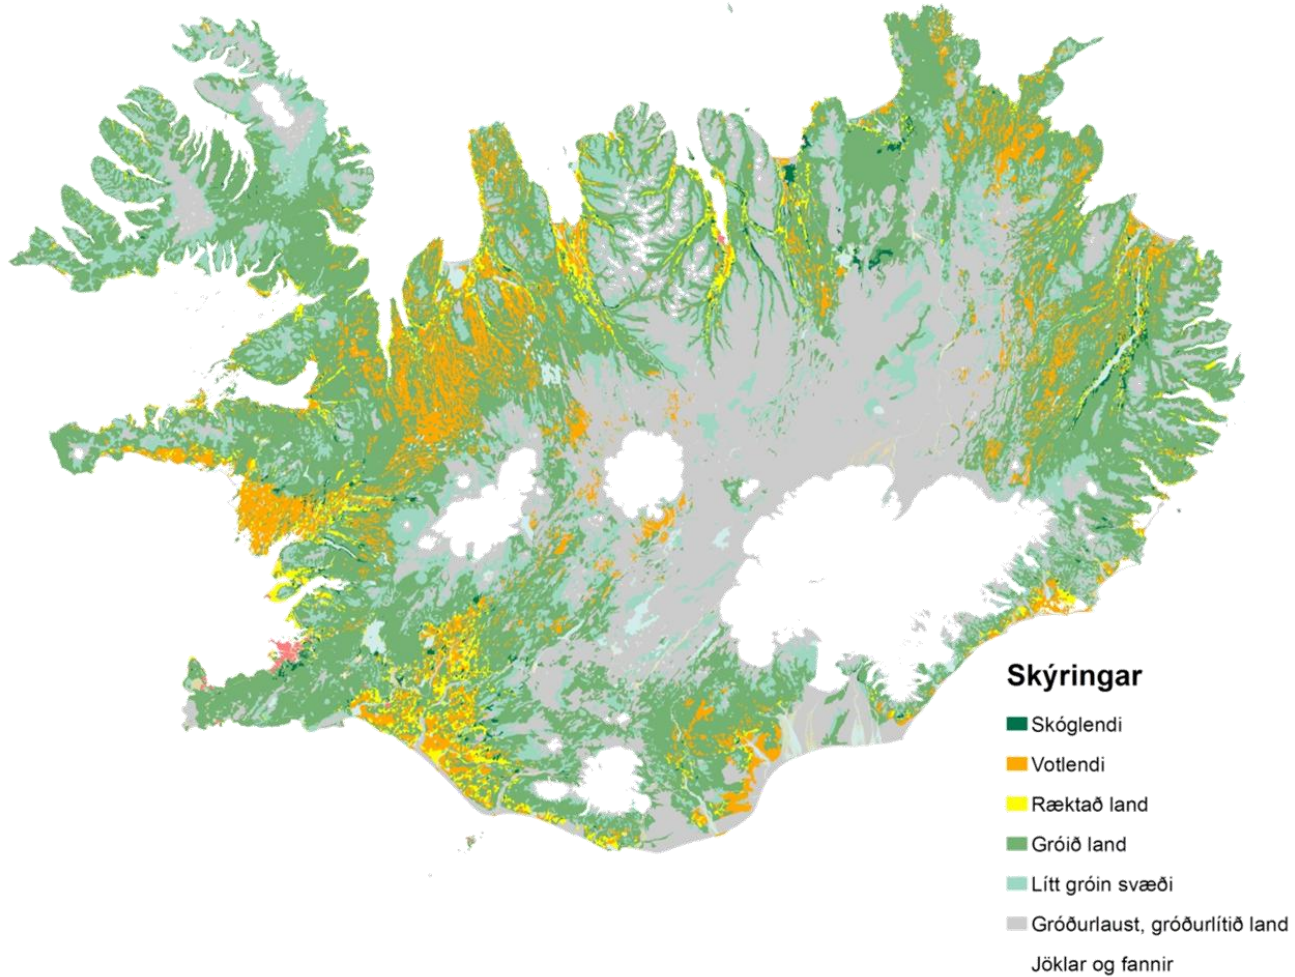 Skýringar
Skóglendi
Votlendi
Ræktað land
Gróið land
Lítt gróin svæði
Gróðurlaust, gróðurlítið land
Jöklar og fannir